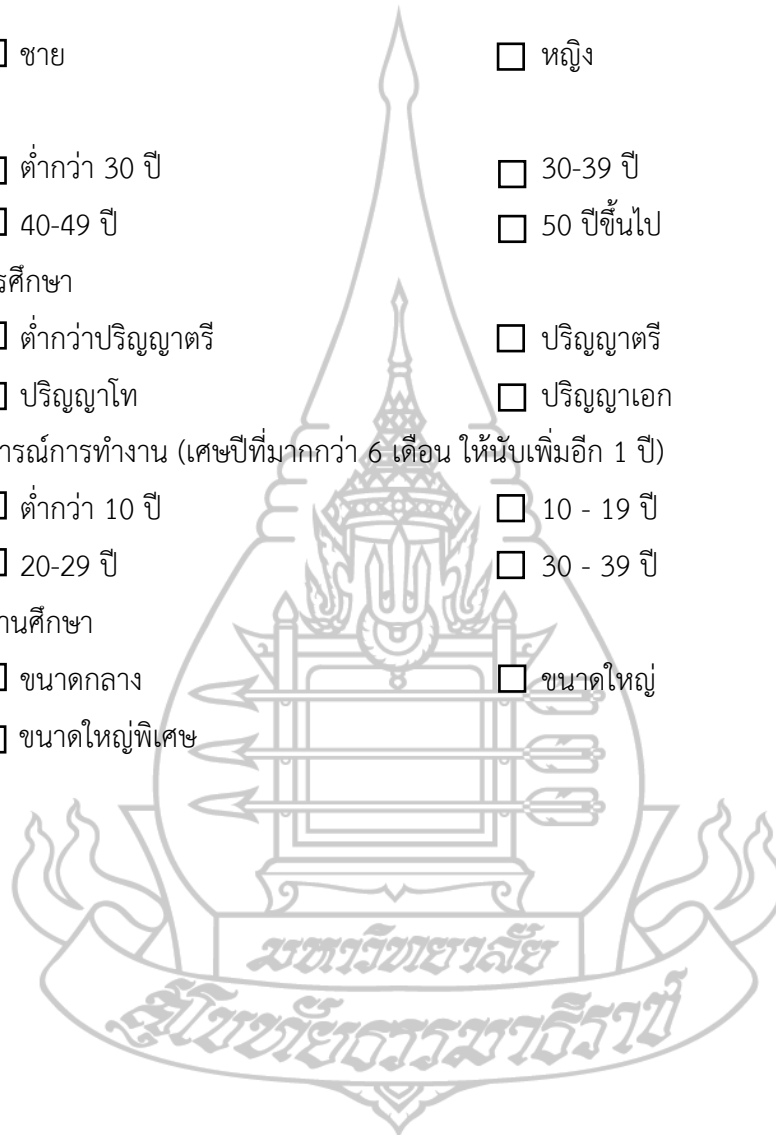 ☐ ชาย ☐ หญิง
☐ ต่ำกว่า 30 ปี ☐ 30-39 ปี
☐ 40-49 ปี ☐ 50 ปีขึ้นไป
รศึกษา
☐ ต่ำกว่าปริญญาตรี ☐ ปริญญาตรี
☐ ปริญญาโท ☐ ปริญญาเอก
ารณ์การทำงาน (เศษปีที่มากกว่า 6 เดือน ให้นับเพิ่มอีก 1 ปี)
☐ ต่ำกว่า 10 ปี ☐ 10 - 19 ปี
☐ 20-29 ปี ☐ 30 - 39 ปี
านศึกษา
☐ ขนาดกลาง ☐ ขนาดใหญ่
☐ ขนาดใหญ่พิเศษ
มหาวิทยาลัย
สุโขทัยธรรมาธิราช